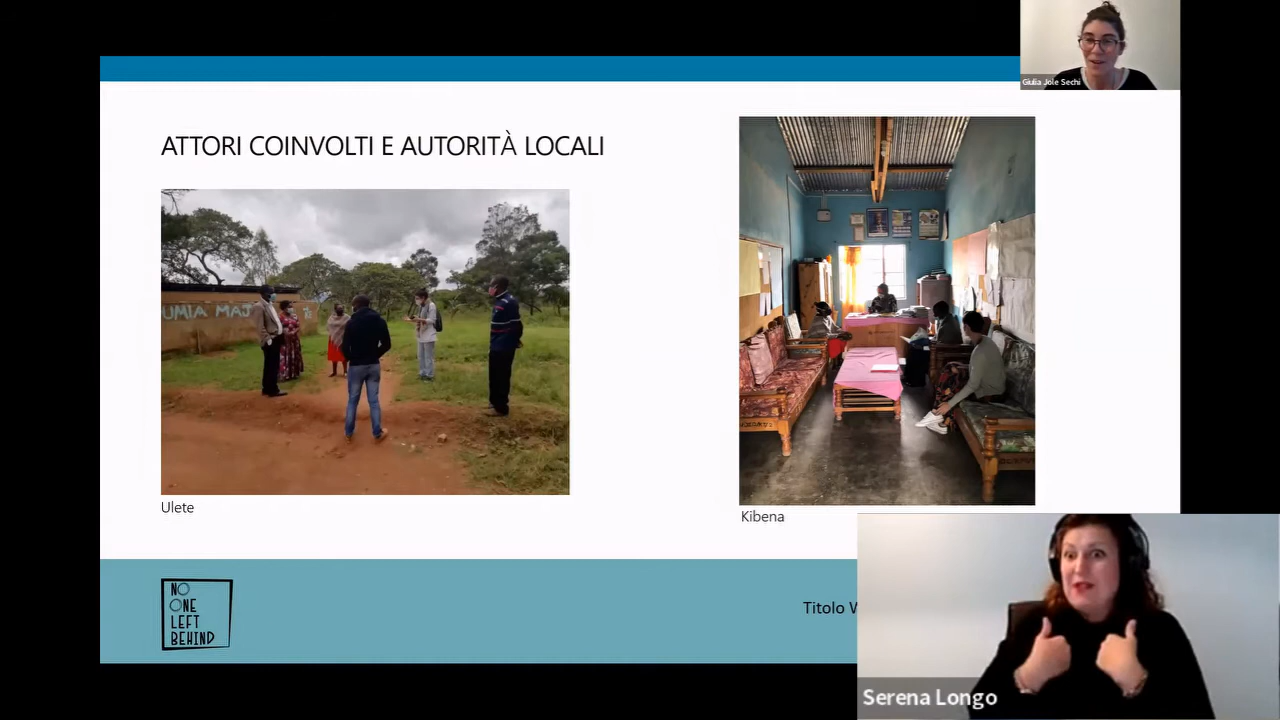 Giulia Jole Sechi
ATTORI COINVOLTI E AUTORITÀ LOCALI
UMIA MAJ
Ulete
Kibena
NO
ONE
LEFT
BEHIND
Titolo
Serena Longo